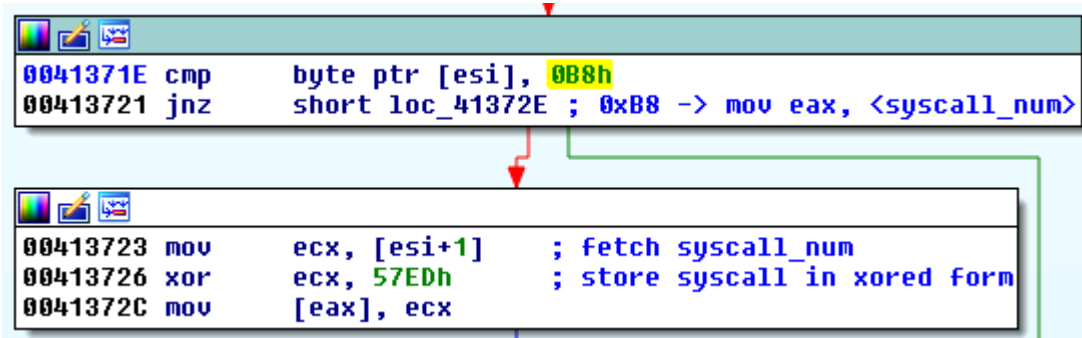 0041371E cmp     byte ptr [esi], 0B8h
00413721 jnz     short loc_41372E ; 0xB8 -> mov eax, <syscall_num>
00413723 mov     ecx, [esi+1]     ; fetch syscall_num
00413726 xor     ecx, 57EDh       ; store syscall in xored form
0041372C mov     [eax], ecx